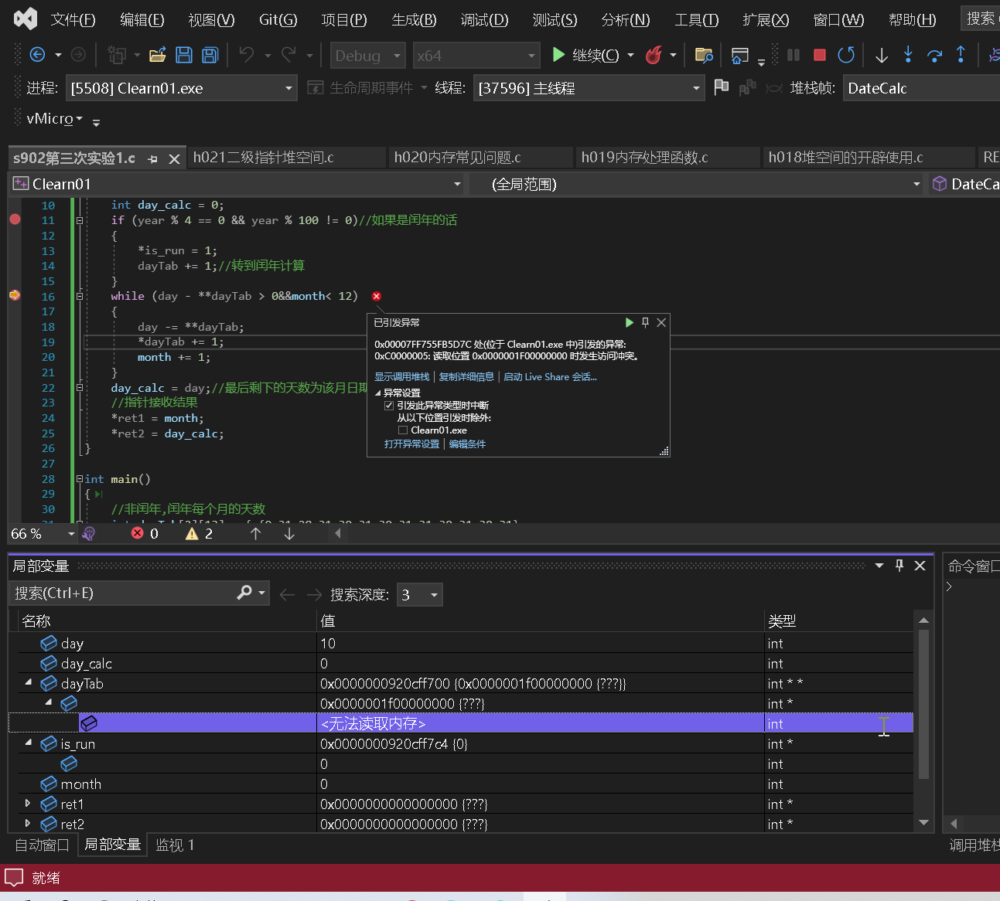 文件(F) 编辑(E) 视图(V) Git(G) 项目(P) 生成(B) 调试(D) 测试(S) 分析(N) 工具(T) 扩展(X) 窗口(W) 帮助(H) 搜索
Debug x64 继续(C)
进程: [5508] Clearn01.exe 生命周期事件 线程: [37596] 主线程 堆栈帧: DateCalc
vMicro
s902第三次实验1.c h021二级指针堆空间.c h020内存常见问题.c h019内存处理函数.c h018堆空间的开辟使用.c RE
Clearn01 (全局范围) DateCa
10 int day_calc = 0;
11 if (year % 4 == 0 && year % 100 != 0)//如果是闰年的话
12 {
13 *is_run = 1;
14 dayTab += 1;//转到闰年计算
15 }
16 while (day - **dayTab > 0&&month< 12)
17 {
18 day -= **dayTab;
19 *dayTab += 1;
20 month += 1;
21 }
22 day_calc = day;//最后剩下的天数为该月日期
23 //指针接收结果
24 *ret1 = month;
25 *ret2 = day_calc;
26 }
27
28 int main()
29 {
30 //非闰年,闰年每个月的天数
已引发异常
0x00007FF755FB5D7C 处(位于 Clearn01.exe 中)引发的异常:
0xC0000005: 读取位置 0x0000001F00000000 时发生访问冲突。
显示调用堆栈 | 复制详细信息 | 启动 Live Share 会话...
异常设置
引发此异常类型时中断
从以下位置引发时除外:
Clearn01.exe
打开异常设置 | 编辑条件
66 % 0 2
局部变量
命令窗口
搜索(Ctrl+E) 搜索深度: 3
>
名称 值 类型
day 10 int
day_calc 0 int
dayTab 0x0000000920cff700 {0x0000001f00000000 {???}} int * *
0x0000001f00000000 {???} int *
<无法读取内存> int
is_run 0x0000000920cff7c4 {0} int *
0 int
month 0 int
ret1 0x0000000000000000 {???} int *
ret2 0x0000000000000000 {???} int *
自动窗口 局部变量 监视 1
调用堆栈
就绪